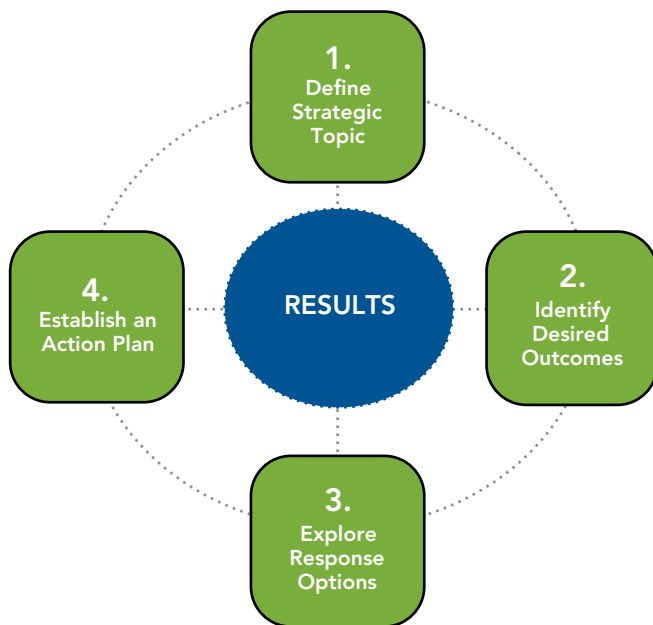 1.
Define
Strategic
Topic
2.
Identify
Desired
Outcomes
3.
Explore
Response
Options
4.
Establish an
Action Plan
RESULTS